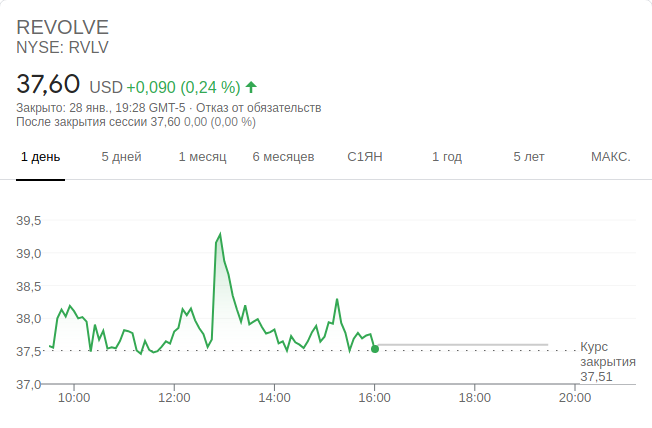 REVOLVE
NYSE: RVLV
37,60 USD +0,090 (0,24 %)
Закрыто: 28 янв., 19:28 GMT-5 · Отказ от обязательств
После закрытия сессии 37,60 0,00 (0,00 %)
1 день 5 дней 1 месяц 6 месяцев С1ЯН 1 год 5 лет МАКС.
39,5
39,0
38,5
38,0
37,5
37,0
Курс
закрытия
37,51
10:00 12:00 14:00 16:00 18:00 20:00